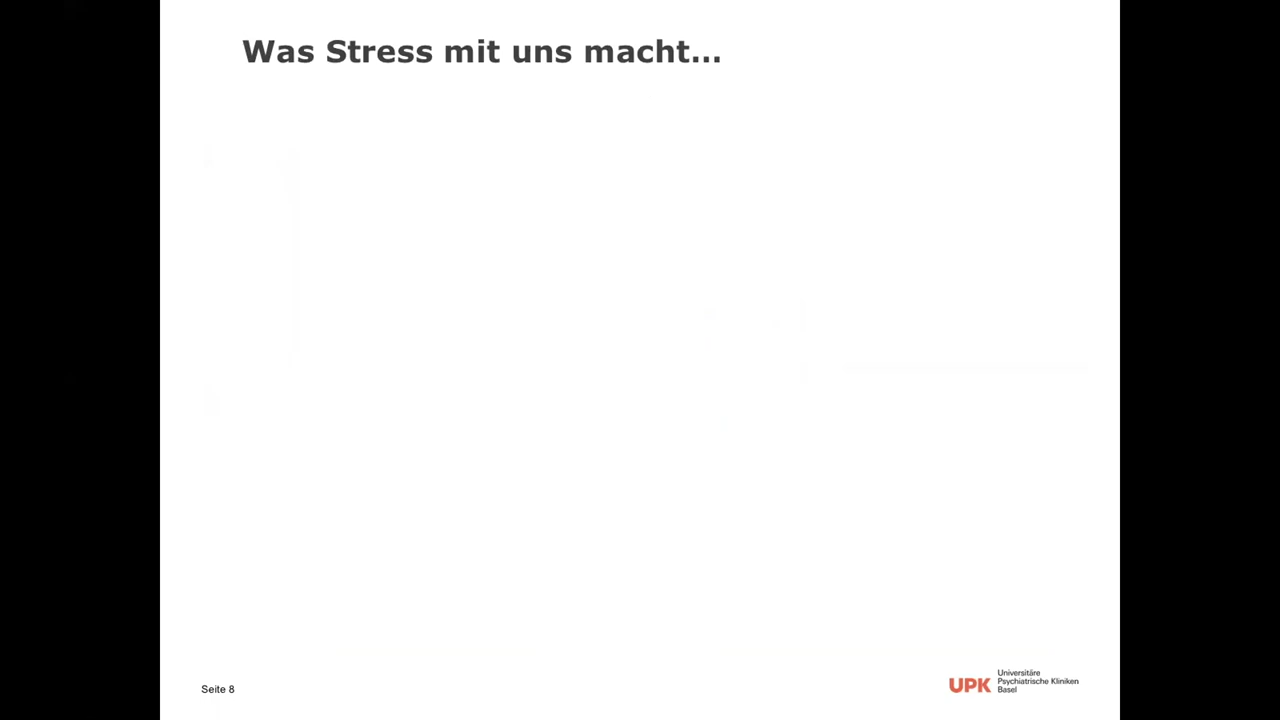 Was Stress mit uns macht...
Seite 8
UPK
Universitäre
Psychiatrische Kliniken
Basel